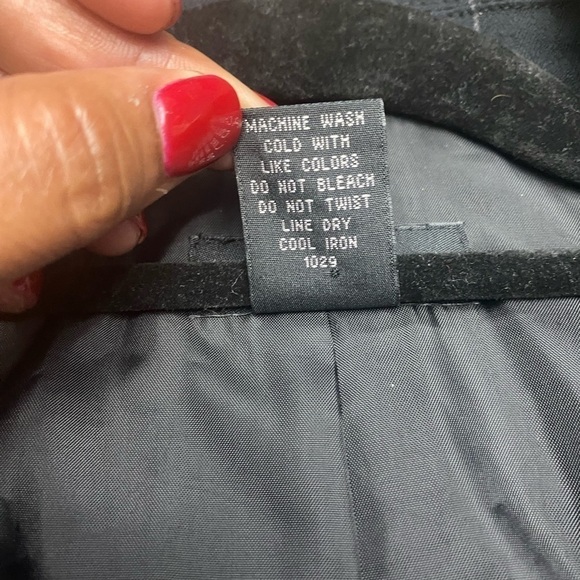 MACHINE WASH
COLD WITH
LIKE COLORS
DO NOT BLEACH
DO NOT TWIST
LINE DRY
COOL IRON
1029